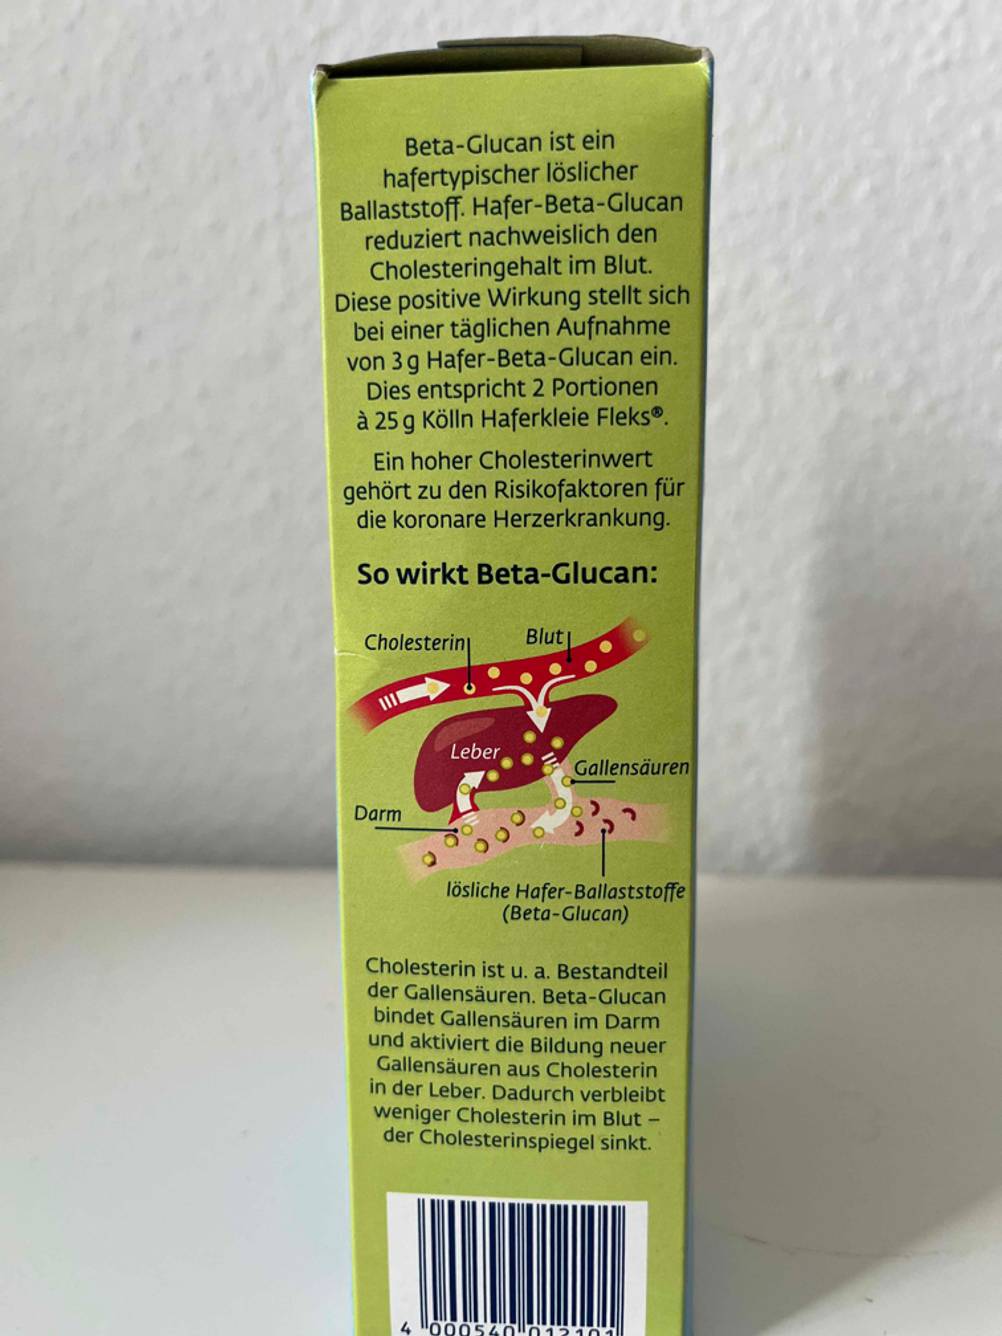 Beta-Glucan ist ein
hafertypischer löslicher
Ballaststoff. Hafer-Beta-Glucan
reduziert nachweislich den
Cholesteringehalt im Blut.
Diese positive Wirkung stellt sich
bei einer täglichen Aufnahme
von 3 g Hafer-Beta-Glucan ein.
Dies entspricht 2 Portionen
à 25 g Kölln Haferkleie Fleks®.
Ein hoher Cholesterinwert
gehört zu den Risikofaktoren für
die koronare Herzerkrankung.
So wirkt Beta-Glucan:
Cholesterin
Blut
Leber
Gallensäuren
Darm
lösliche Hafer-Ballaststoffe
(Beta-Glucan)
Cholesterin ist u. a. Bestandteil
der Gallensäuren. Beta-Glucan
bindet Gallensäuren im Darm
und aktiviert die Bildung neuer
Gallensäuren aus Cholesterin
in der Leber. Dadurch verbleibt
weniger Cholesterin im Blut –
der Cholesterinspiegel sinkt.
4 000540 012101